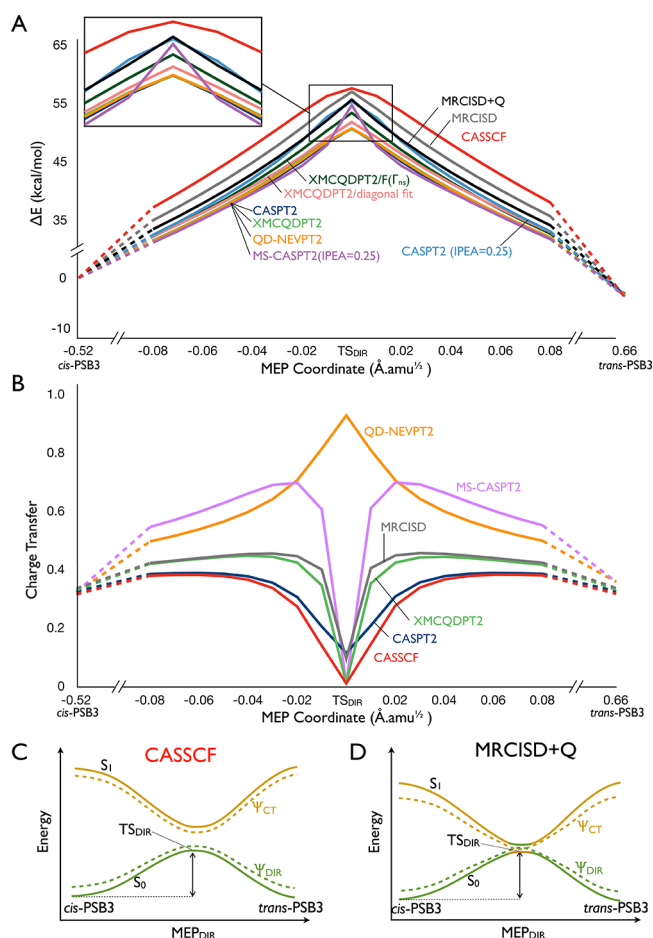 A
65
55
45
35
0
-10
ΔE (kcal/mol)
MRCISD+Q
MRCISD
CASSCF
XMCQDPT2/F(Γns)
XMCQDPT2/diagonal fit
CASPT2
XMCQDPT2
QD-NEVPT2
MS-CASPT2(IPEA=0.25)
CASPT2 (IPEA=0.25)
-0.52 -0.08 -0.06 -0.04 -0.02 TSDIR 0.02 0.04 0.06 0.08 0.66
cis-PSB3 MEP Coordinate (Å.amu½ ) trans-PSB3
B
1.0
0.8
0.6
0.4
0.2
0
Charge Transfer
QD-NEVPT2
MS-CASPT2
MRCISD
XMCQDPT2
CASPT2
CASSCF
-0.52 -0.08 -0.06 -0.04 -0.02 TSDIR 0.02 0.04 0.06 0.08 0.66
cis-PSB3 MEP Coordinate (Å.amu½ ) trans-PSB3
C
CASSCF
Energy
S1
ΨCT
TSDIR
ΨDIR
S0
cis-PSB3 trans-PSB3
MEPDIR
D
MRCISD+Q
Energy
S1
ΨCT
TSDIR
ΨDIR
S0
cis-PSB3 trans-PSB3
MEPDIR